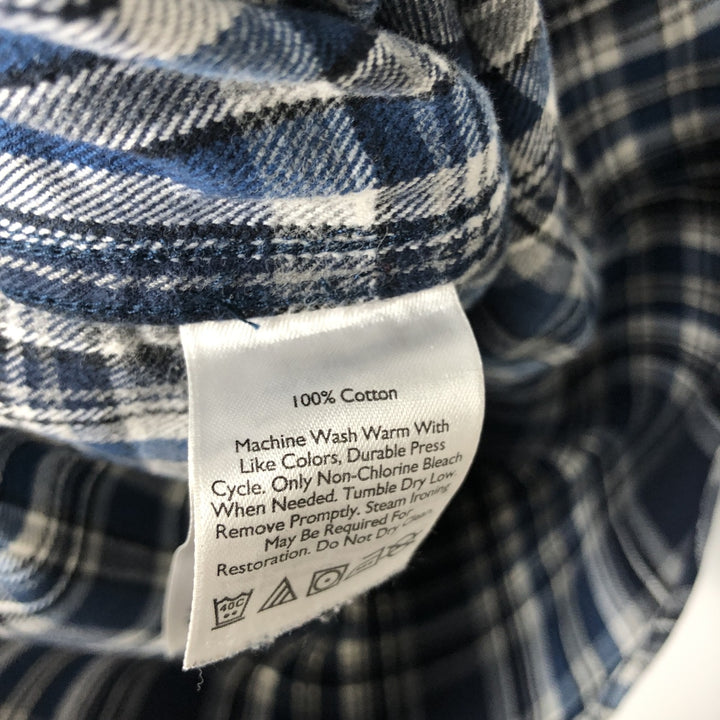 100% Cotton
Machine Wash Warm With
Like Colors, Durable Press
Cycle. Only Non-Chlorine Bleach
When Needed. Tumble Dry Low.
Remove Promptly. Steam Ironing
May Be Required For
Restoration. Do Not Dry Clean.
40C